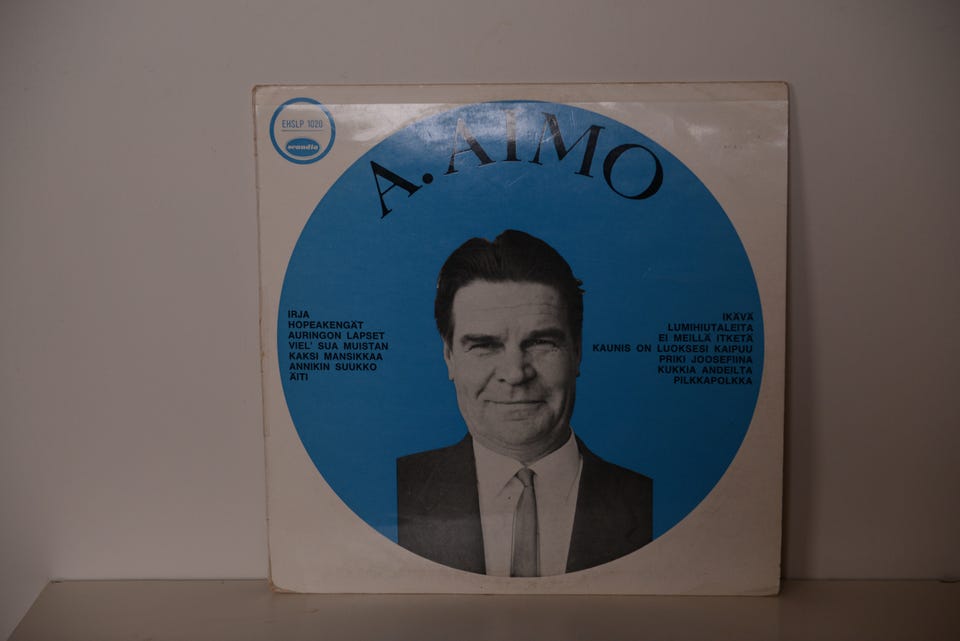 EHSLP 1020
scandia
A. AIMO
IRJA
HOPEAKENGÄT
AURINGON LAPSET
VIEL' SUA MUISTAN
KAKSI MANSIKKAA
ANNIKIN SUUKKO
ÄITI
IKÄVÄ
LUMIHIUTALEITA
EI MEILLÄ ITKETÄ
KAUNIS ON LUOKSESI KAIPUU
PRIKI JOOSEFIINA
KUKKIA ANDEILTA
PILKKAPOLKKA